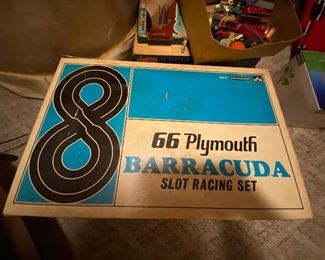 66 Plymouth
BARRACUDA
SLOT RACING SET